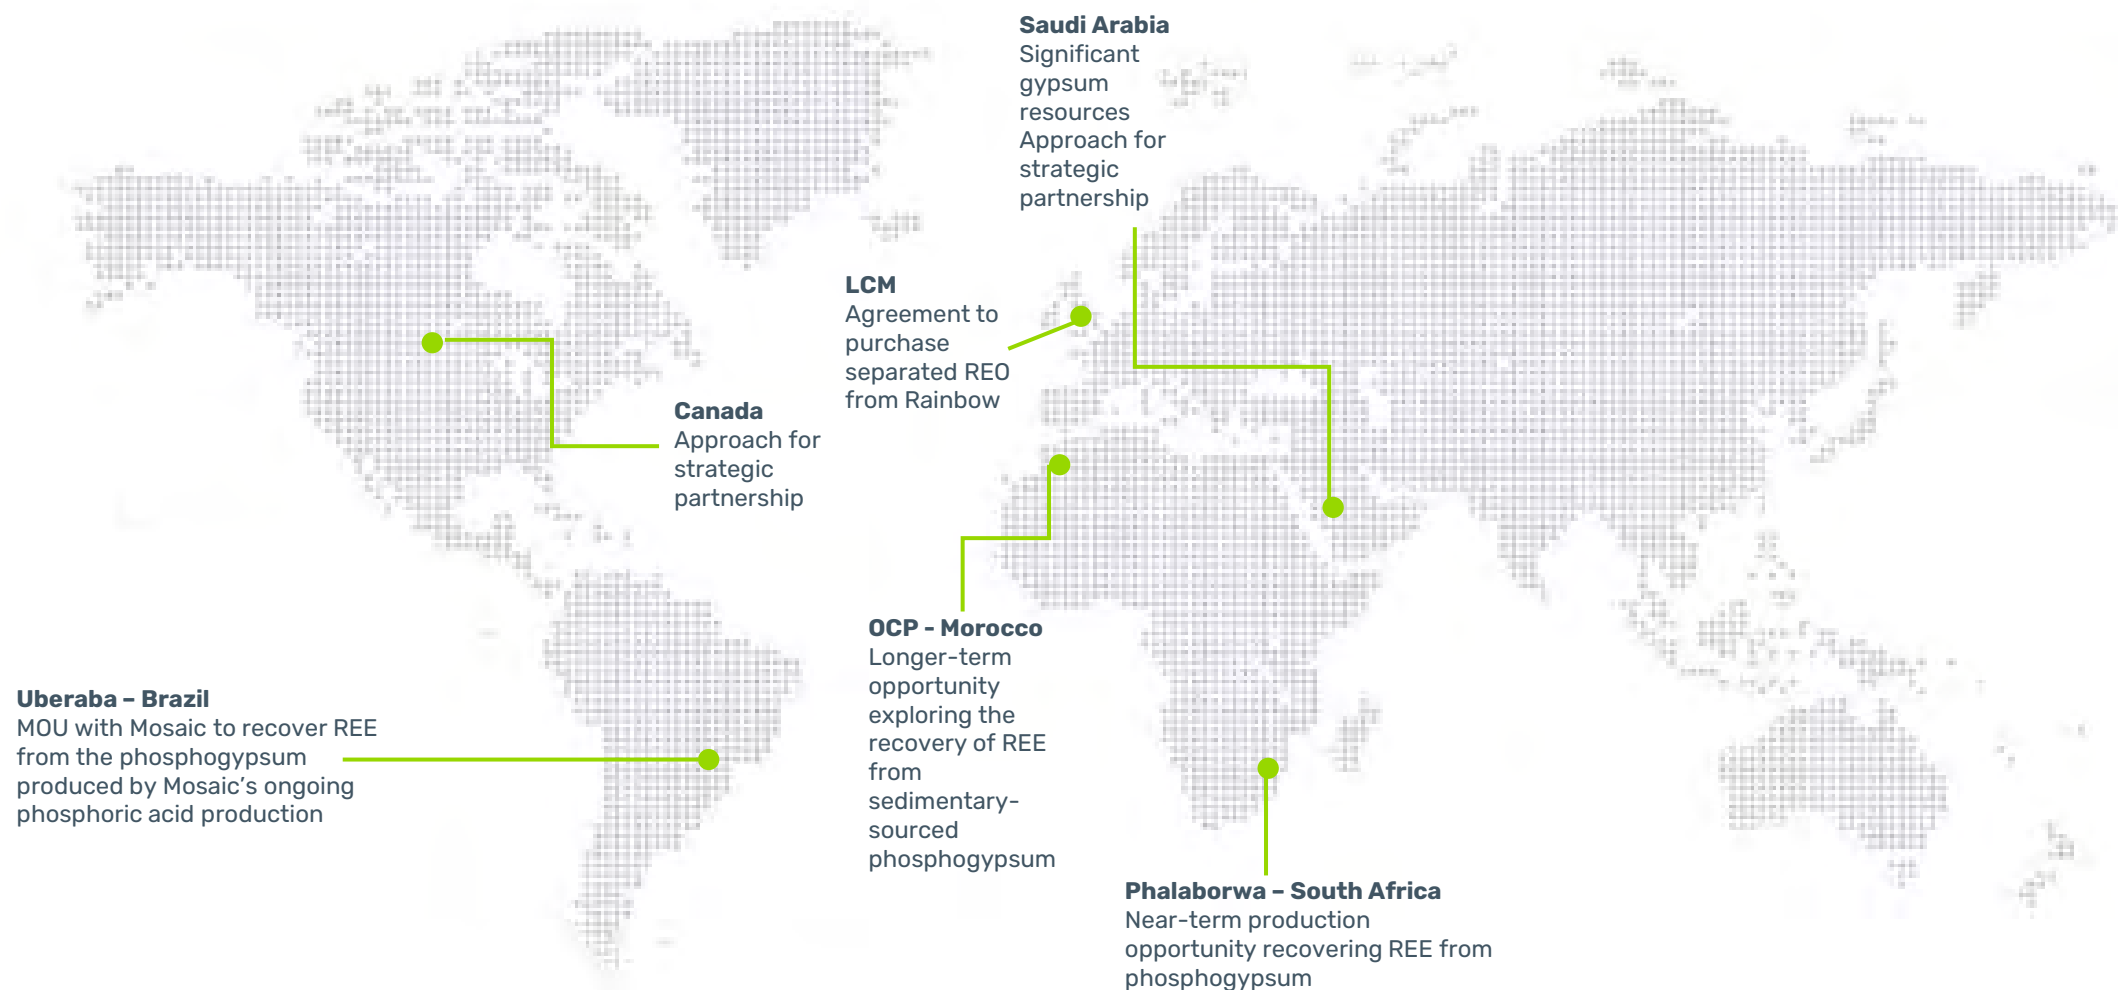 Saudi Arabia
Significant
gypsum
resources
Approach for
strategic
partnership
LCM
Agreement to
purchase
separated REO
from Rainbow
Canada
Approach for
strategic
partnership
OCP - Morocco
Longer-term
opportunity
exploring the
recovery of REE
from
sedimentary-
sourced
phosphogypsum
Uberaba – Brazil
MOU with Mosaic to recover REE
from the phosphogypsum
produced by Mosaic’s ongoing
phosphoric acid production
Phalaborwa – South Africa
Near-term production
opportunity recovering REE from
phosphogypsum